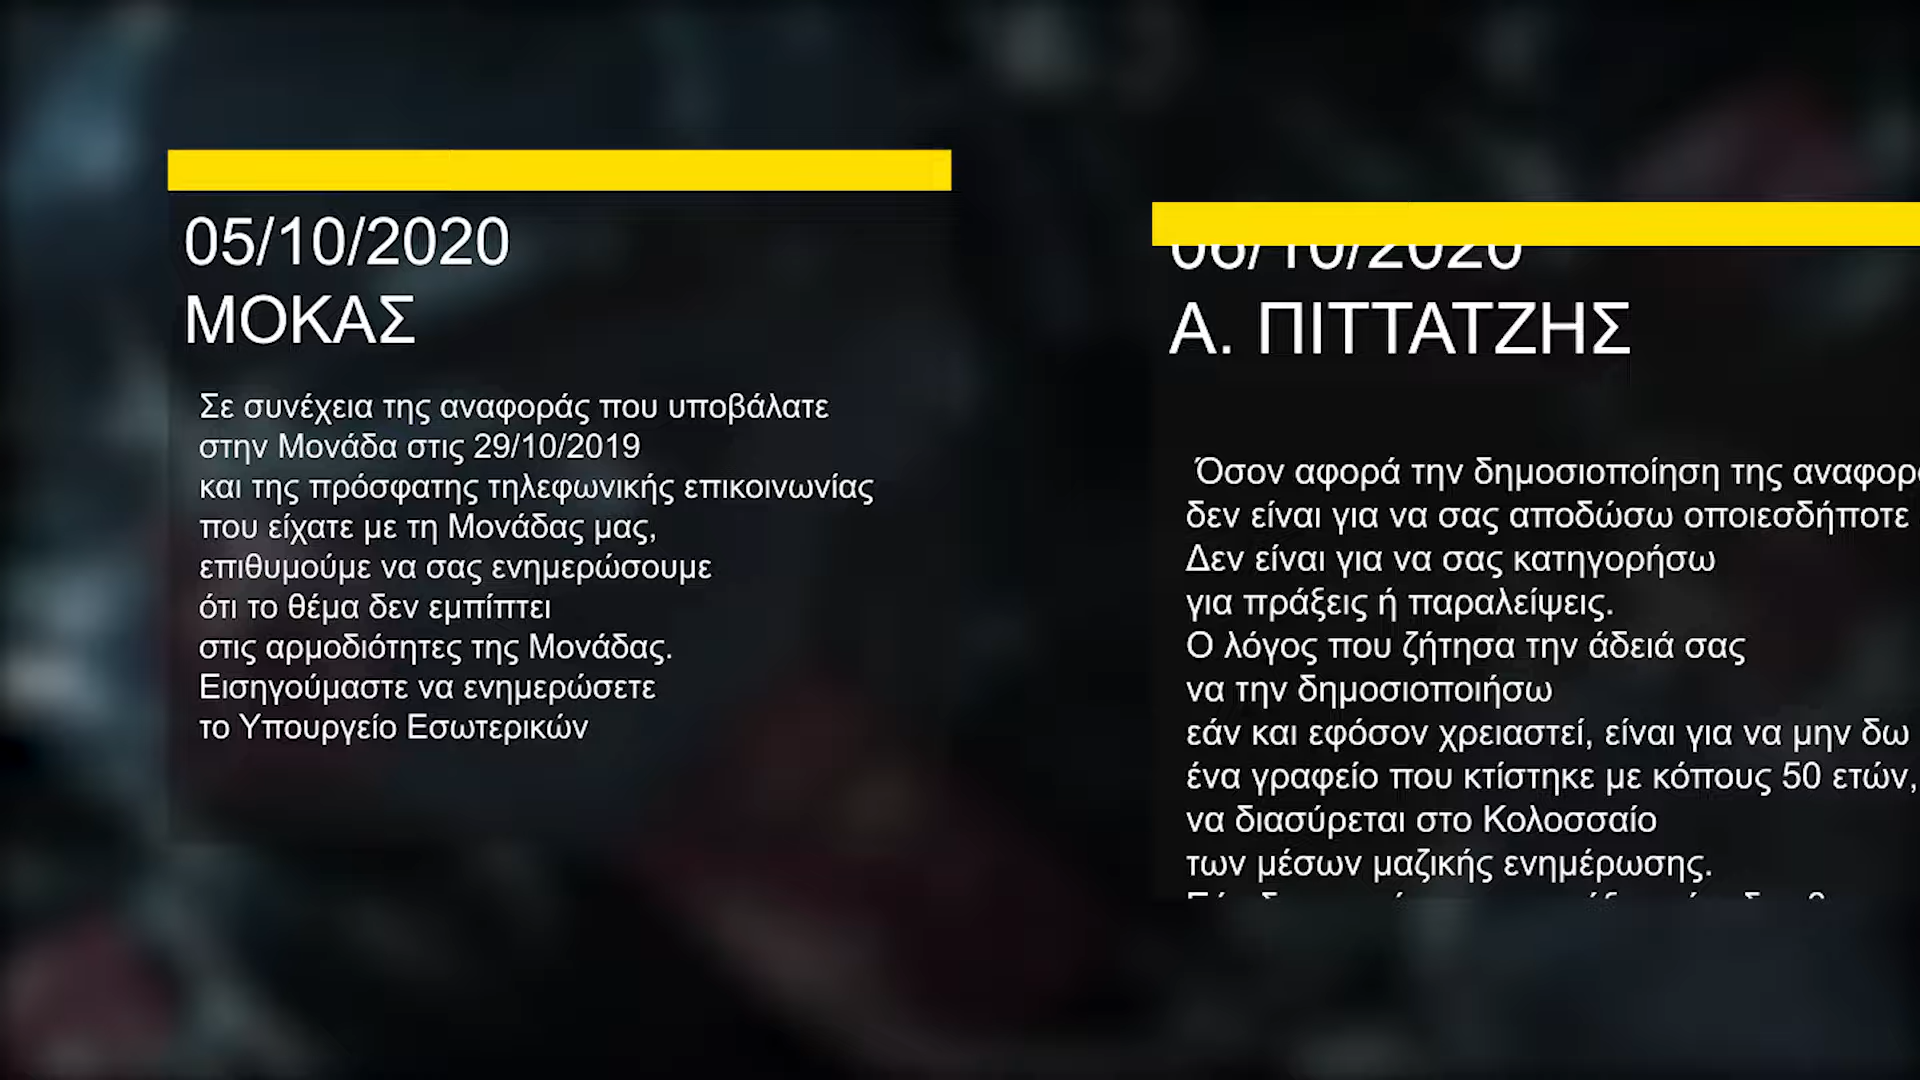 05/10/2020
ΜΟΚΑΣ
Σε συνέχεια της αναφοράς που υποβάλατε
στην Μονάδα στις 29/10/2019
και της πρόσφατης τηλεφωνικής επικοινωνίας
που είχατε με τη Μονάδας μας,
επιθυμούμε να σας ενημερώσουμε
ότι το θέμα δεν εμπίπτει
στις αρμοδιότητες της Μονάδας.
Εισηγούμαστε να ενημερώσετε
το Υπουργείο Εσωτερικών
06/10/2020
Α. ΠΙΤΤΑΤΖΗΣ
Όσον αφορά την δημοσιοποίηση της
δεν είναι για να σας αποδώσω οποιεσδήποτε
Δεν είναι για να σας κατηγορήσω
για πράξεις ή παραλείψεις.
Ο λόγος που ζήτησα την άδειά σας
να την δημοσιοποιήσω
εάν και εφόσον χρειαστεί, είναι για να μην δω
ένα γραφείο που κτίστηκε με κόπους 50 ετών,
να διασύρεται στο Κολοσσαίο
των μέσων μαζικής ενημέρωσης.